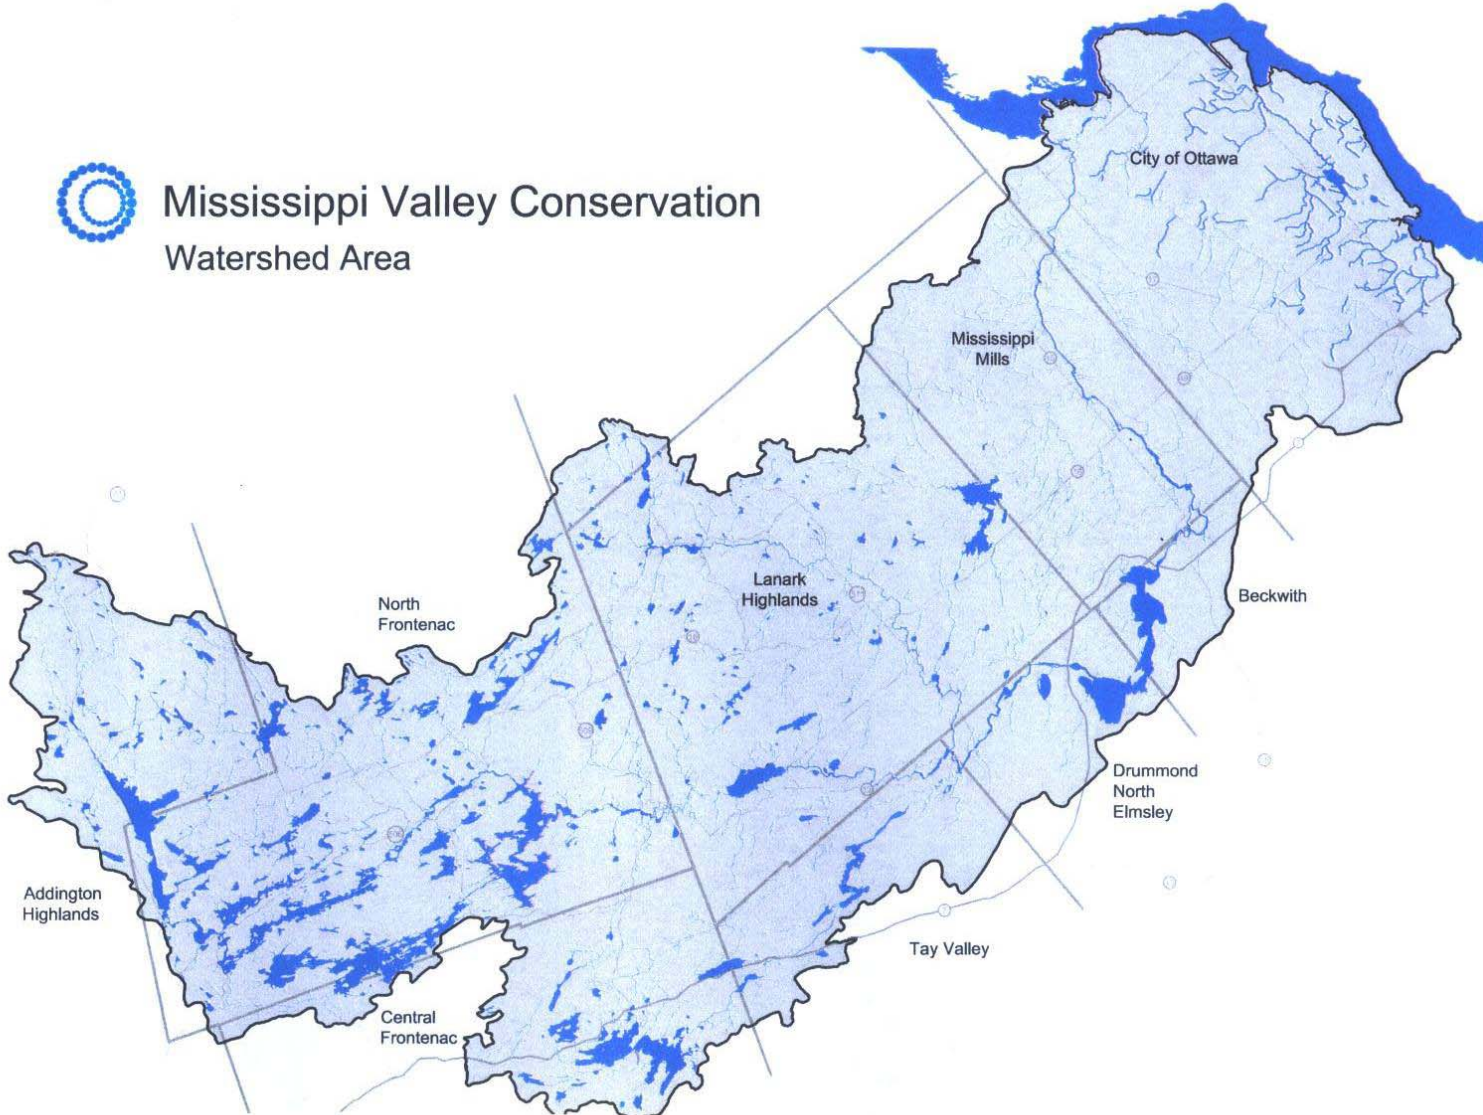 Mississippi Valley Conservation
Watershed Area
City of Ottawa
Mississippi
Mills
Lanark
Highlands
North
Frontenac
Beckwith
Drummond
North
Elmsley
Addington
Highlands
Tay Valley
Central
Frontenac